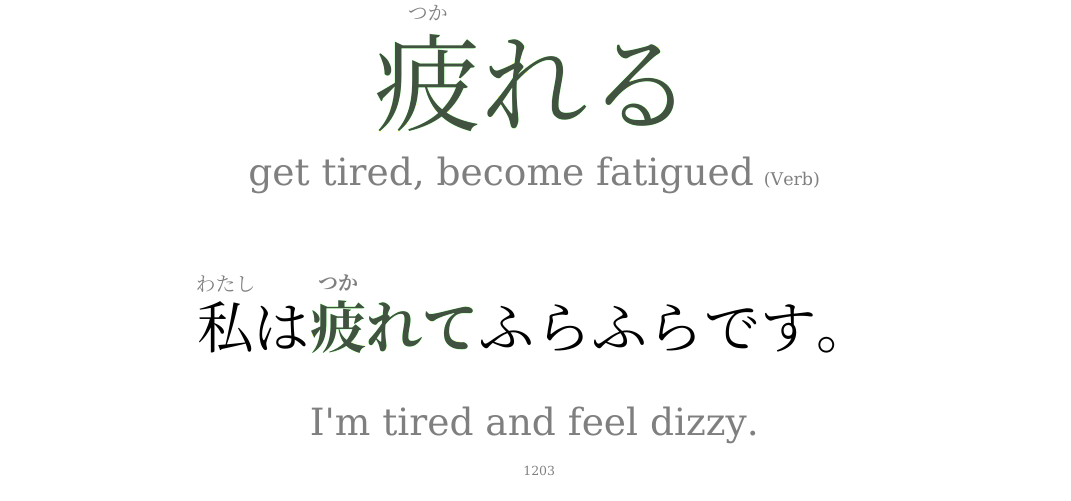 つか
疲れる
get tired, become fatigued (Verb)
わたし つか
私は疲れてふらふらです。
I'm tired and feel dizzy.
1203